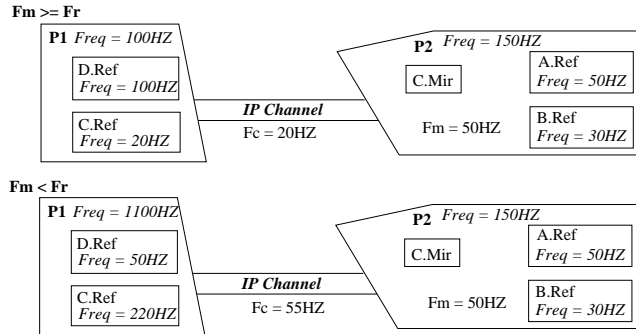 Fm >= Fr
P1 Freq = 100HZ
D.Ref
Freq = 100HZ
C.Ref
Freq = 20HZ
IP Channel
Fc = 20HZ
P2 Freq = 150HZ
C.Mir
A.Ref
Freq = 50HZ
Fm = 50HZ
B.Ref
Freq = 30HZ
Fm < Fr
P1 Freq = 1100HZ
D.Ref
Freq = 50HZ
C.Ref
Freq = 220HZ
IP Channel
Fc = 55HZ
P2 Freq = 150HZ
C.Mir
A.Ref
Freq = 50HZ
Fm = 50HZ
B.Ref
Freq = 30HZ